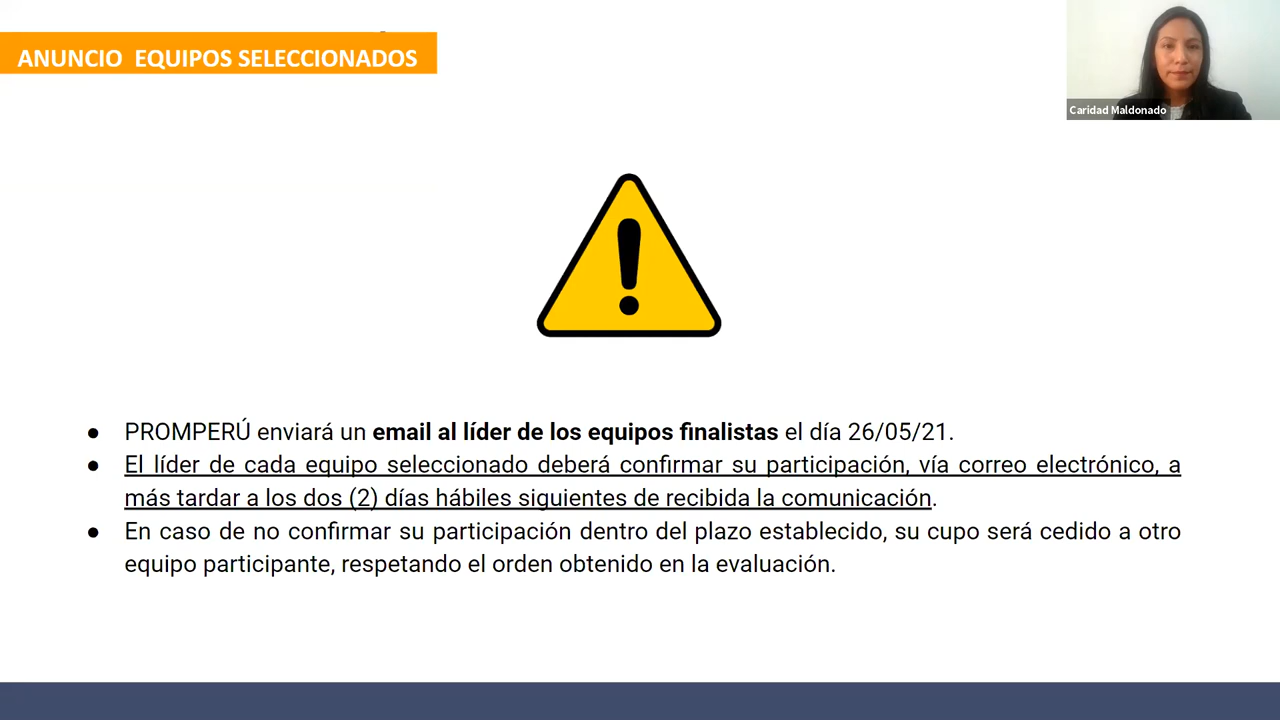 ANUNCIO EQUIPOS SELECCIONADOS
Caridad Maldonado
● PROMPERÚ enviará un email al líder de los equipos finalistas el día 26/05/21.
● El líder de cada equipo seleccionado deberá confirmar su participación, vía correo electrónico, a
más tardar a los dos (2) días hábiles siguientes de recibida la comunicación.
● En caso de no confirmar su participación dentro del plazo establecido, su cupo será cedido a otro
equipo participante, respetando el orden obtenido en la evaluación.